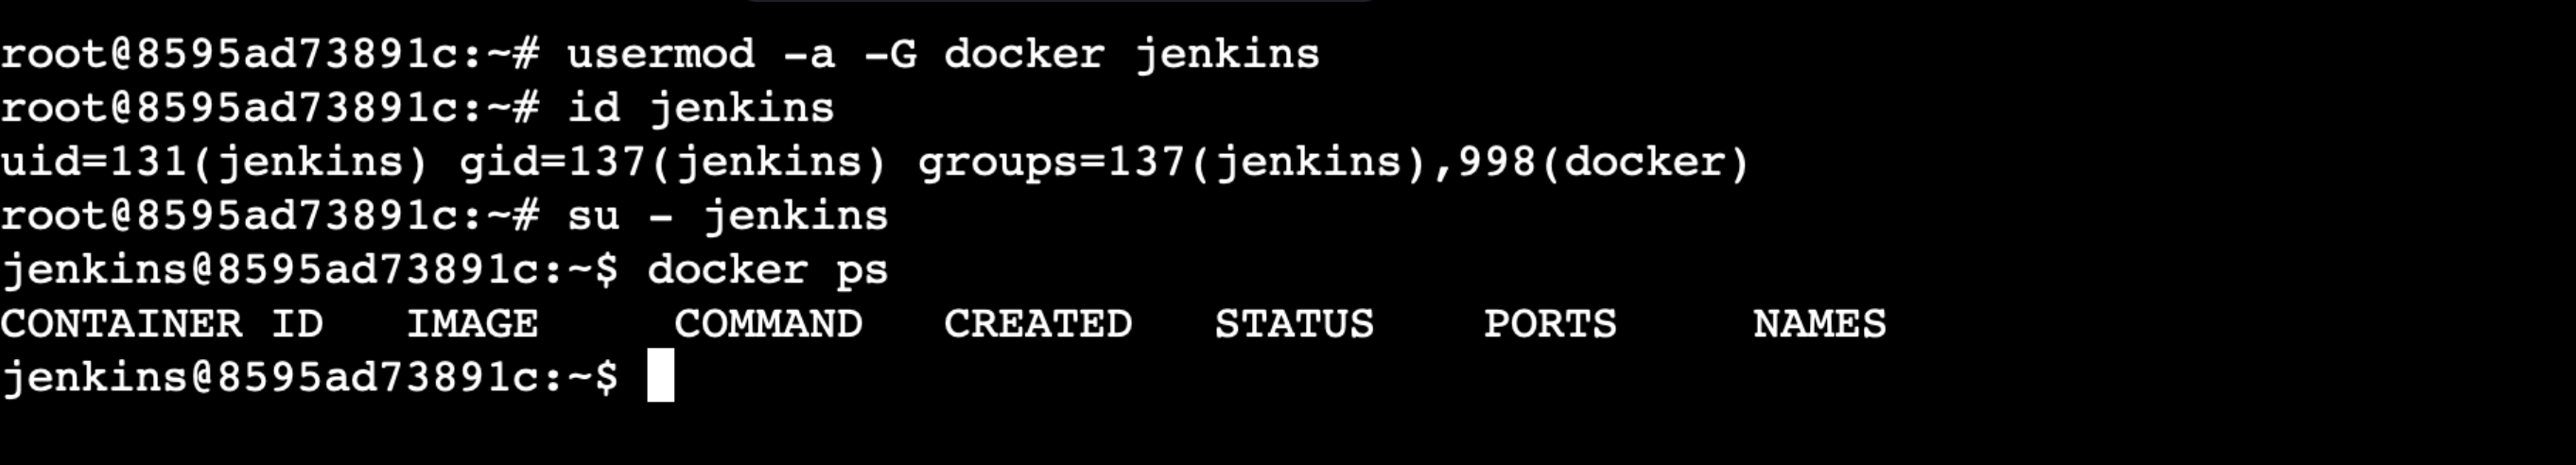 root@8595ad73891c:~# usermod -a -G docker jenkins
root@8595ad73891c:~# id jenkins
uid=131(jenkins) gid=137(jenkins) groups=137(jenkins),998(docker)
root@8595ad73891c:~# su - jenkins
jenkins@8595ad73891c:~$ docker ps
CONTAINER ID   IMAGE     COMMAND   CREATED   STATUS    PORTS     NAMES
jenkins@8595ad73891c:~$